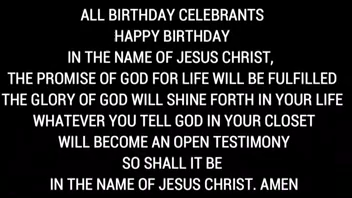 ALL BIRTHDAY CELEBRANTS
HAPPY BIRTHDAY
IN THE NAME OF JESUS CHRIST,
THE PROMISE OF GOD FOR LIFE WILL BE FULFILLED
THE GLORY OF GOD WILL SHINE FORTH IN YOUR LIFE
WHATEVER YOU TELL GOD IN YOUR CLOSET
WILL BECOME AN OPEN TESTIMONY
SO SHALL IT BE
IN THE NAME OF JESUS CHRIST. AMEN